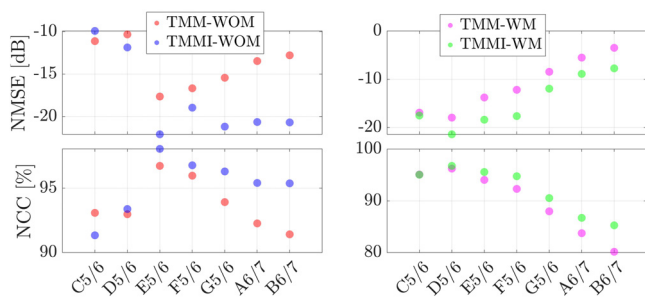 TMM-WOM
TMMI-WOM
NMSE [dB]
-10
-15
-20
TMM-WM
TMMI-WM
0
-10
-20
NCC [%]
95
90
100
90
80
C5/6 D5/6 E5/6 F5/6 G5/6 A6/7 B6/7
C5/6 D5/6 E5/6 F5/6 G5/6 A6/7 B6/7